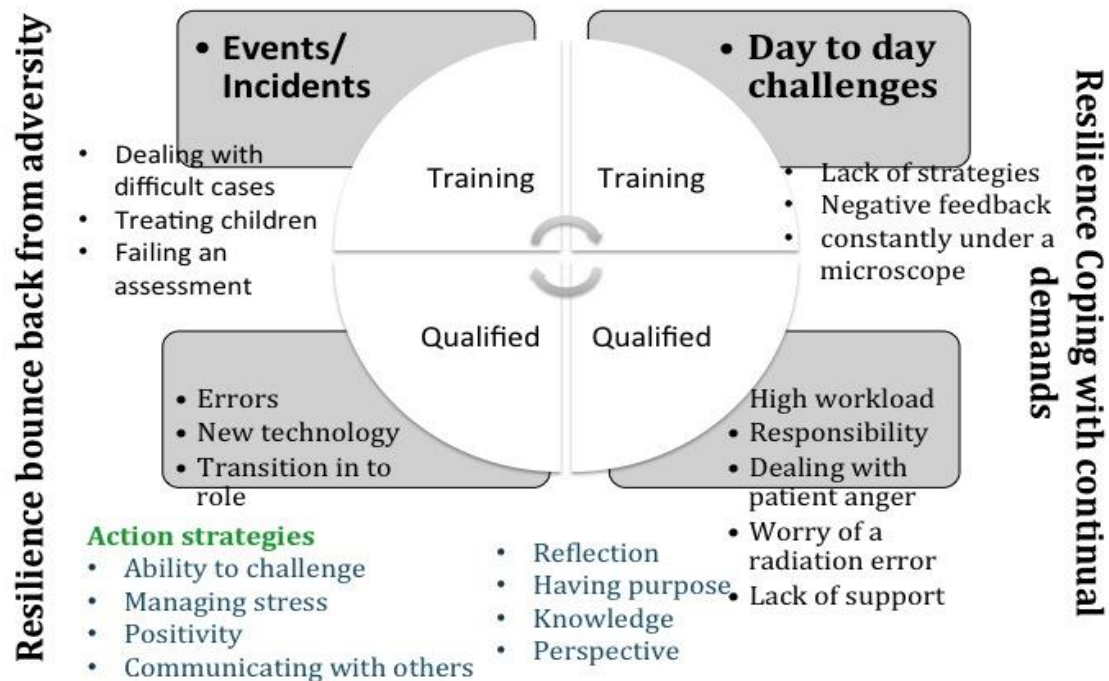 Resilience bounce back from adversity
• Events/
Incidents
• Dealing with
difficult cases
• Treating children
• Failing an
assessment
Training
Training
• Day to day
challenges
• Lack of strategies
• Negative feedback
• constantly under a
microscope
Resilience Coping with continual
demands
Qualified
Qualified
• Errors
• New technology
• Transition in to
role
High workload
• Responsibility
• Dealing with
patient anger
• Worry of a
radiation error
• Lack of support
Action strategies
• Ability to challenge
• Managing stress
• Positivity
• Communicating with others
• Reflection
• Having purpose
• Knowledge
• Perspective